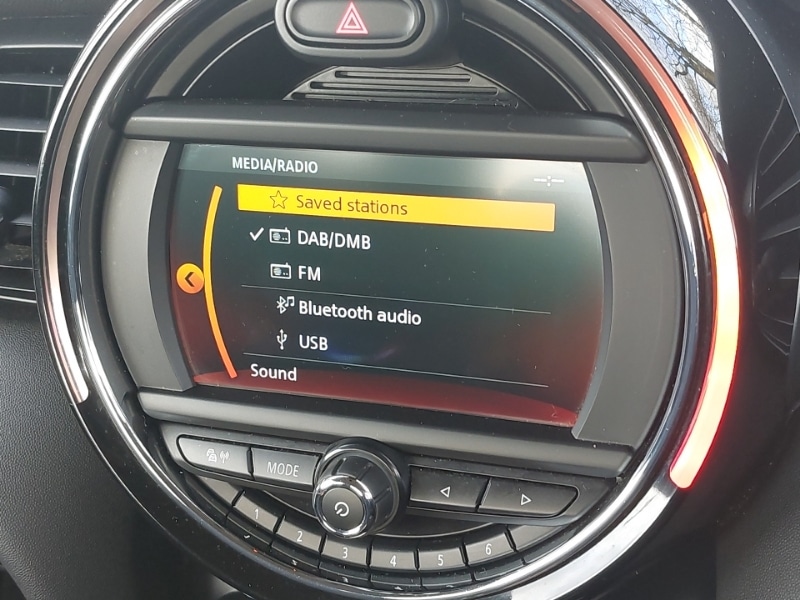 MEDIA/RADIO
Saved stations
DAB/DMB
FM
Bluetooth audio
USB
Sound
MODE
1 2 3 4 5 6